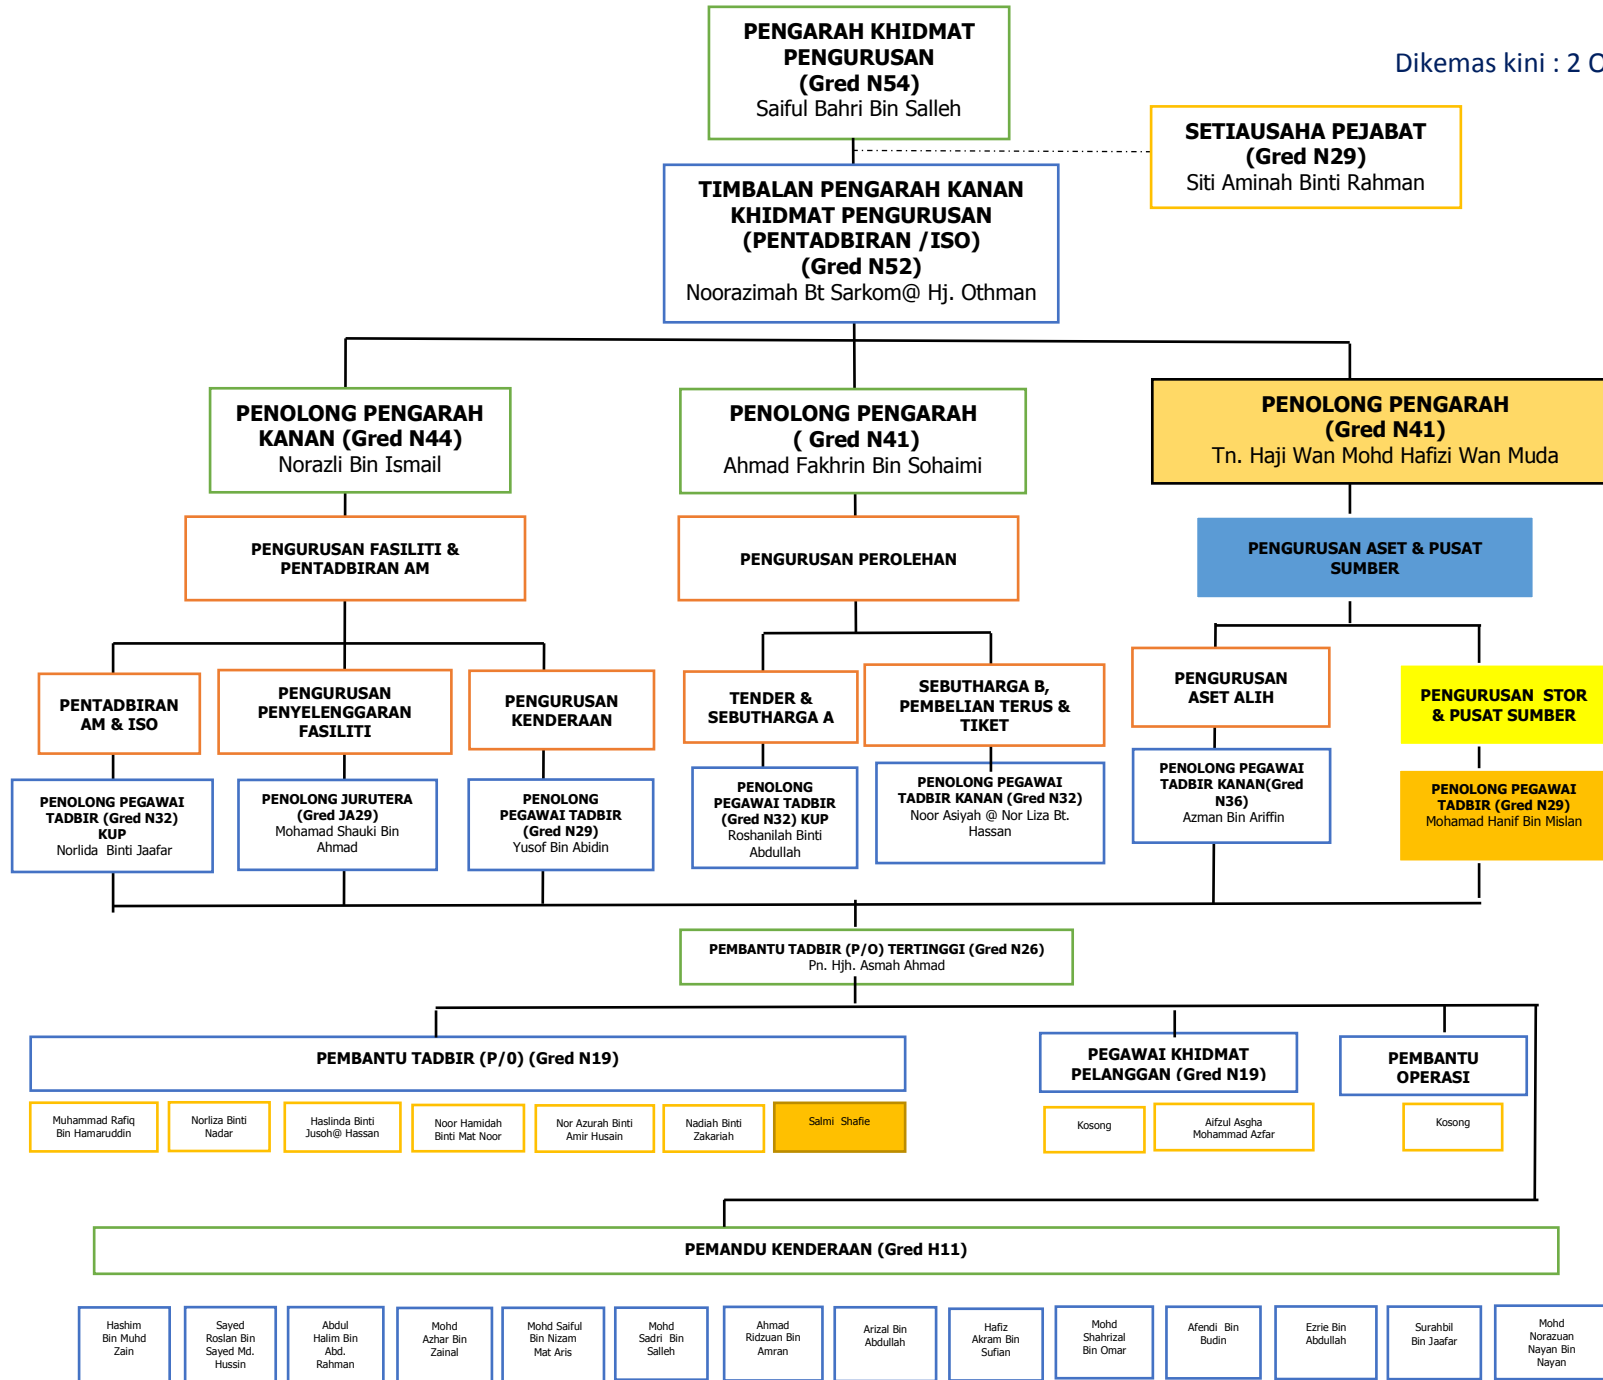 PENGARAH KHIDMAT
PENGURUSAN
(Gred N54)
Saiful Bahri Bin Salleh
Dikemas kini : 2 O
SETIAUSAHA PEJABAT
(Gred N29)
Siti Aminah Binti Rahman
TIMBALAN PENGARAH KANAN
KHIDMAT PENGURUSAN
(PENTADBIRAN /ISO)
(Gred N52)
Noorazimah Bt Sarkom@ Hj. Othman
PENOLONG PENGARAH
KANAN (Gred N44)
Norazli Bin Ismail
PENOLONG PENGARAH
( Gred N41)
Ahmad Fakhrin Bin Sohaimi
PENOLONG PENGARAH
(Gred N41)
Tn. Haji Wan Mohd Hafizi Wan Muda
PENGURUSAN FASILITI &
PENTADBIRAN AM
PENGURUSAN PEROLEHAN
PENGURUSAN ASET & PUSAT
SUMBER
PENTADBIRAN
AM & ISO
PENGURUSAN
PENYELENGGARAN
FASILITI
PENGURUSAN
KENDERAAN
TENDER &
SEBUTHARGA A
SEBUTHARGA B,
PEMBELIAN TERUS &
TIKET
PENGURUSAN
ASET ALIH
PENGURUSAN  STOR
& PUSAT SUMBER
PENOLONG PEGAWAI
TADBIR (Gred N32)
KUP
Norlida  Binti Jaafar
PENOLONG JURUTERA
(Gred JA29)
Mohamad Shauki Bin
Ahmad
PENOLONG
PEGAWAI TADBIR
(Gred N29)
Yusof Bin Abidin
PENOLONG
PEGAWAI TADBIR
(Gred N32) KUP
Roshanilah Binti
Abdullah
PENOLONG PEGAWAI
TADBIR KANAN (Gred N32)
Noor Asiyah @ Nor Liza Bt.
Hassan
PENOLONG PEGAWAI
TADBIR KANAN(Gred
N36)
Azman Bin Ariffin
PENOLONG PEGAWAI
TADBIR (Gred N29)
Mohamad Hanif Bin Mislan
PEMBANTU TADBIR (P/O) TERTINGGI (Gred N26)
Pn. Hjh. Asmah Ahmad
PEMBANTU TADBIR (P/0) (Gred N19)
PEGAWAI KHIDMAT
PELANGGAN (Gred N19)
PEMBANTU
OPERASI
Muhammad Rafiq
Bin Hamaruddin
Norliza Binti
Nadar
Haslinda Binti
Jusoh@ Hassan
Noor Hamidah
Binti Mat Noor
Nor Azurah Binti
Amir Husain
Nadiah Binti
Zakariah
Salmi  Shafie
Kosong
Aifzul Asgha
Mohammad Azfar
Kosong
PEMANDU KENDERAAN (Gred H11)
Hashim
Bin Muhd
Zain
Sayed
Roslan Bin
Sayed Md.
Hussin
Abdul
Halim Bin
Abd.
Rahman
Mohd
Azhar Bin
Zainal
Mohd Saiful
Bin Nizam
Mat Aris
Mohd
Sadri  Bin
Salleh
Ahmad
Ridzuan Bin
Amran
Arizal Bin
Abdullah
Hafiz
Akram Bin
Sufian
Mohd
Shahrizal
Bin Omar
Afendi  Bin
Budin
Ezrie Bin
Abdullah
Surahbil
Bin Jaafar
Mohd
Norazuan
Nayan Bin
Nayan